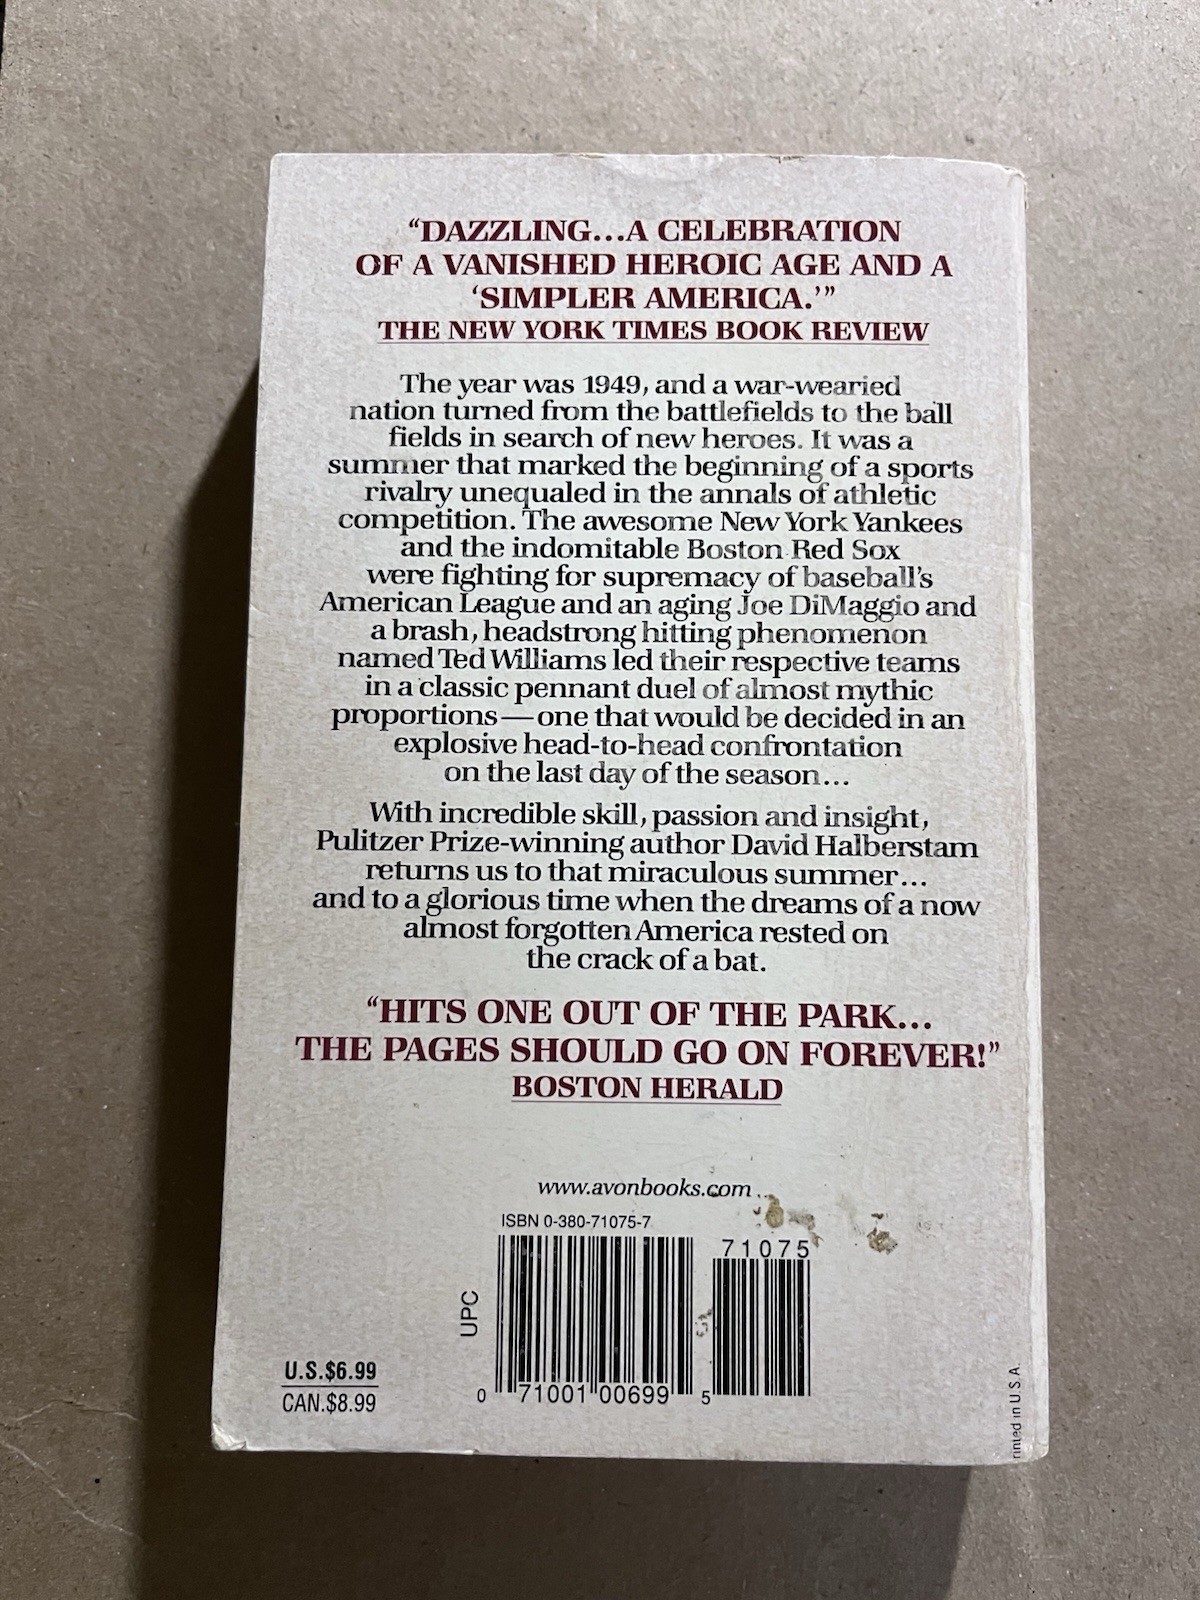 “DAZZLING...A CELEBRATION
OF A VANISHED HEROIC AGE AND A
‘SIMPLER AMERICA.’”
THE NEW YORK TIMES BOOK REVIEW
The year was 1949, and a war-wearied
nation turned from the battlefields to the ball
fields in search of new heroes. It was a
summer that marked the beginning of a sports
rivalry unequaled in the annals of athletic
competition. The awesome New York Yankees
and the indomitable Boston Red Sox
were fighting for supremacy of baseball's
American League and an aging Joe DiMaggio and
a brash, headstrong hitting phenomenon
named Ted Williams led their respective teams
in a classic pennant duel of almost mythic
proportions—one that would be decided in an
explosive head-to-head confrontation
on the last day of the season...
With incredible skill, passion and insight,
Pulitzer Prize-winning author David Halberstam
returns us to that miraculous summer...
and to a glorious time when the dreams of a now
almost forgotten America rested on
the crack of a bat.
“HITS ONE OUT OF THE PARK...
THE PAGES SHOULD GO ON FOREVER!”
BOSTON HERALD
www.avonbooks.com
ISBN 0-380-71075-7
71075
UPC
0 71001 00699 5
U.S.$6.99
CAN.$8.99
rinted in U.S.A.